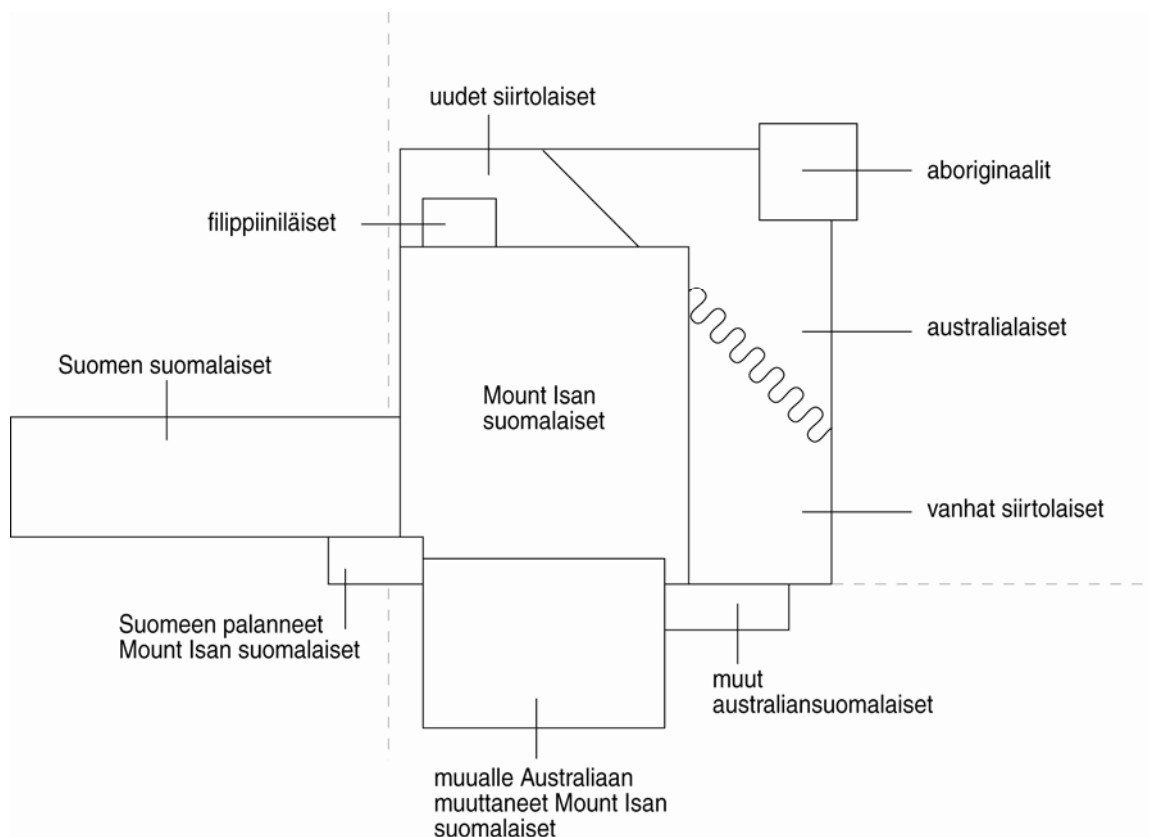 uudet siirtolaiset
aboriginaalit
filippiiniläiset
australialaiset
Suomen suomalaiset
Mount Isan
suomalaiset
vanhat siirtolaiset
Suomeen palanneet
Mount Isan suomalaiset
muut
australiansuomalaiset
muualle Australiaan
muuttaneet Mount Isan
suomalaiset